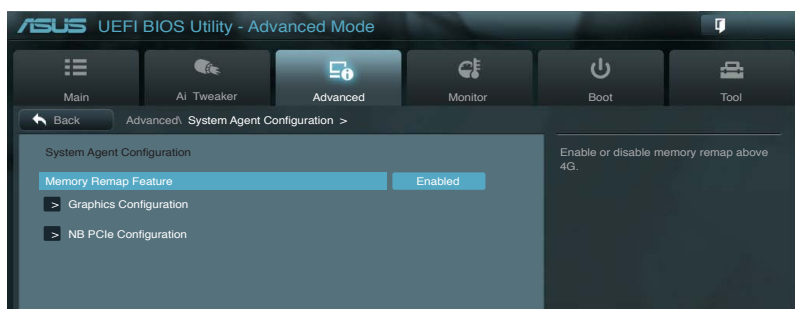 ASUS UEFI BIOS Utility - Advanced Mode
Main Ai Tweaker Advanced Monitor Boot Tool
Back Advanced\ System Agent Configuration >
System Agent Configuration
Memory Remap Feature Enabled
> Graphics Configuration
> NB PCIe Configuration
Enable or disable memory remap above
4G.